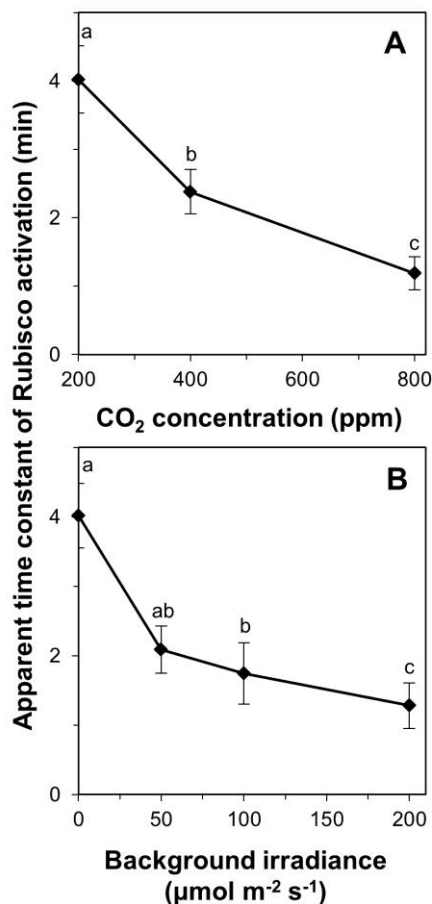 Apparent time constant of Rubisco activation (min)
A
a
b
c
4
2
0
200 400 600 800
CO₂ concentration (ppm)
B
a
ab
b
c
4
2
0
0 50 100 150 200
Background irradiance
(µmol m⁻² s⁻¹)